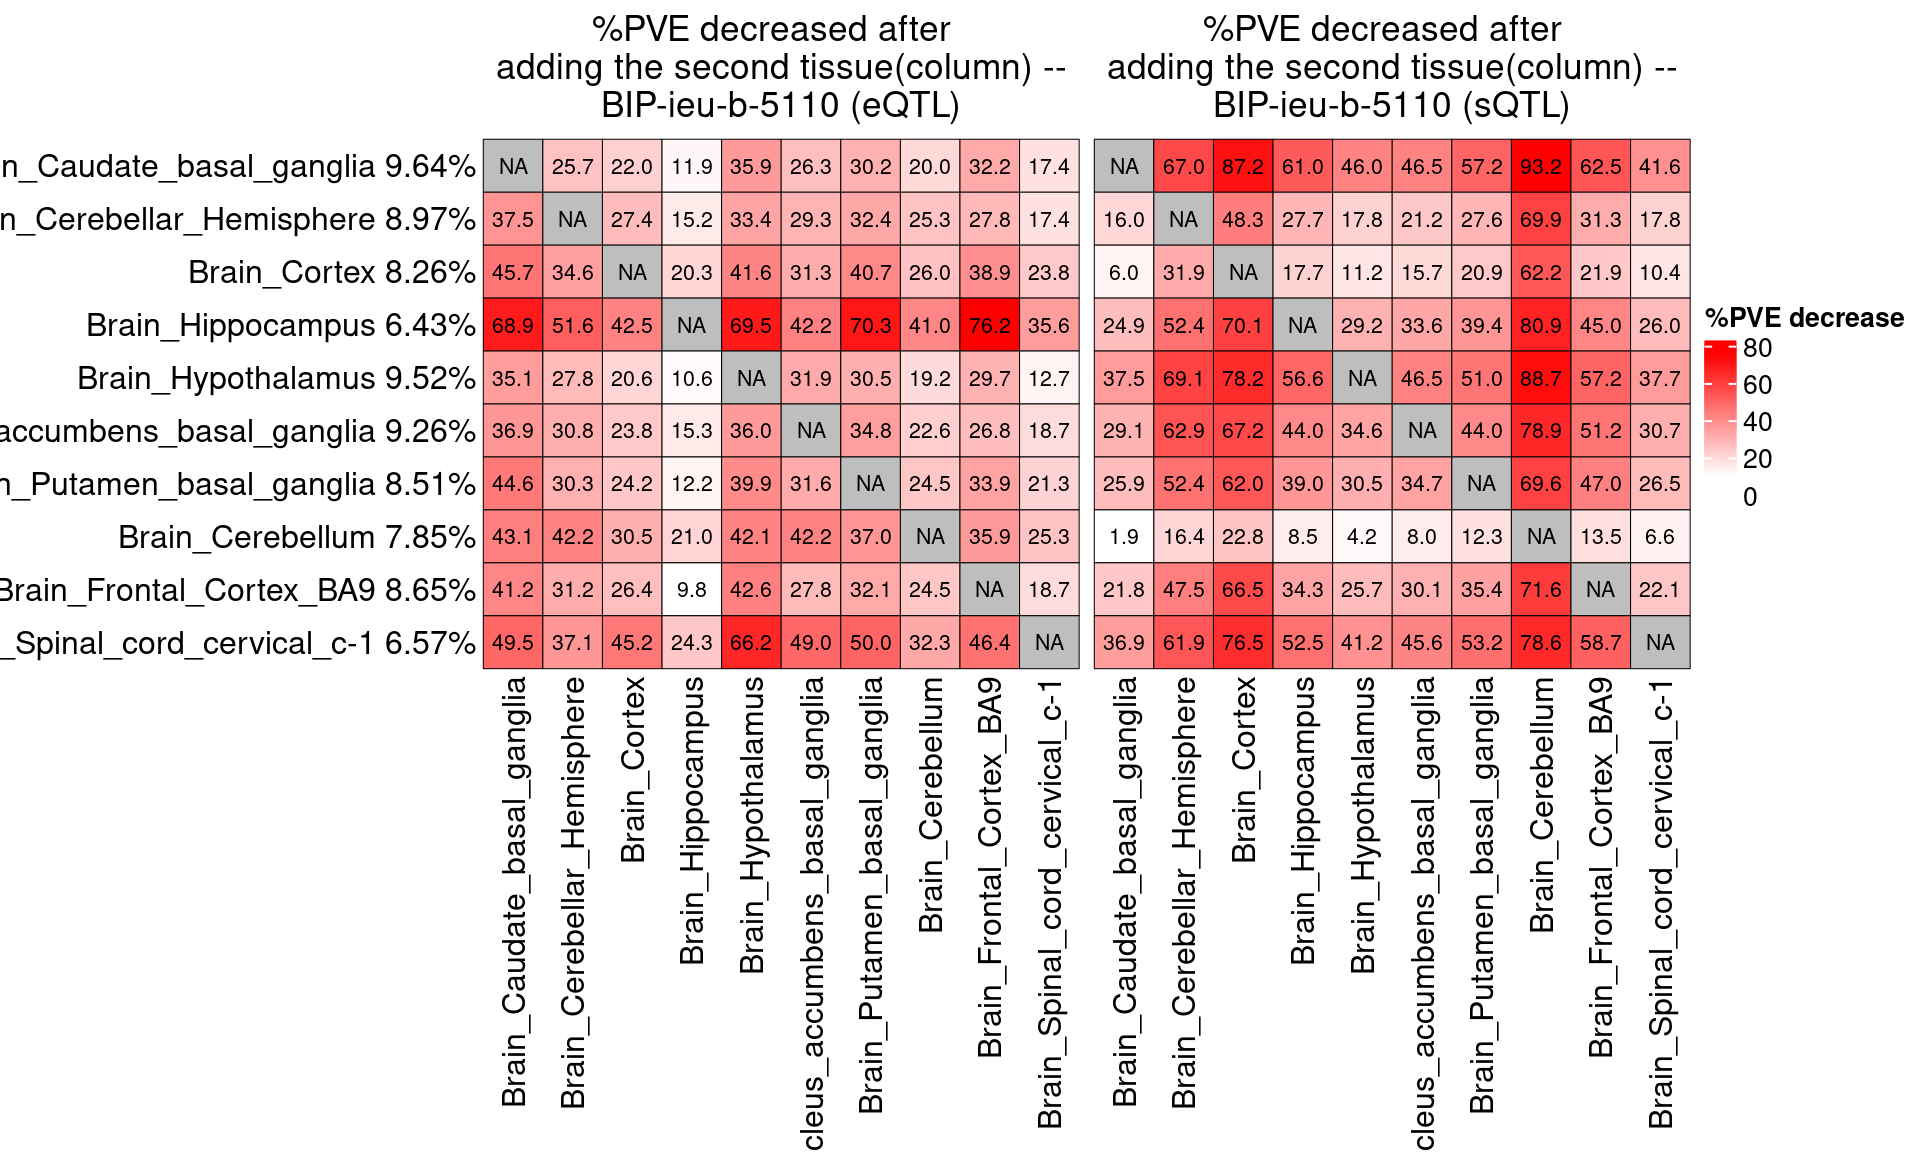 %PVE decreased after
adding the second tissue(column) --
BIP-ieu-b-5110 (eQTL)
%PVE decreased after
adding the second tissue(column) --
BIP-ieu-b-5110 (sQTL)
n_Caudate_basal_ganglia 9.64% NA 25.7 22.0 11.9 35.9 26.3 30.2 20.0 32.2 17.4 NA 67.0 87.2 61.0 46.0 46.5 57.2 93.2 62.5 41.6
n_Cerebellar_Hemisphere 8.97% 37.5 NA 27.4 15.2 33.4 29.3 32.4 25.3 27.8 17.4 16.0 NA 48.3 27.7 17.8 21.2 27.6 69.9 31.3 17.8
Brain_Cortex 8.26% 45.7 34.6 NA 20.3 41.6 31.3 40.7 26.0 38.9 23.8 6.0 31.9 NA 17.7 11.2 15.7 20.9 62.2 21.9 10.4
Brain_Hippocampus 6.43% 68.9 51.6 42.5 NA 69.5 42.2 70.3 41.0 76.2 35.6 24.9 52.4 70.1 NA 29.2 33.6 39.4 80.9 45.0 26.0
Brain_Hypothalamus 9.52% 35.1 27.8 20.6 10.6 NA 31.9 30.5 19.2 29.7 12.7 37.5 69.1 78.2 56.6 NA 46.5 51.0 88.7 57.2 37.7
accumbens_basal_ganglia 9.26% 36.9 30.8 23.8 15.3 36.0 NA 34.8 22.6 26.8 18.7 29.1 62.9 67.2 44.0 34.6 NA 44.0 78.9 51.2 30.7
n_Putamen_basal_ganglia 8.51% 44.6 30.3 24.2 12.2 39.9 31.6 NA 24.5 33.9 21.3 25.9 52.4 62.0 39.0 30.5 34.7 NA 69.6 47.0 26.5
Brain_Cerebellum 7.85% 43.1 42.2 30.5 21.0 42.1 42.2 37.0 NA 35.9 25.3 1.9 16.4 22.8 8.5 4.2 8.0 12.3 NA 13.5 6.6
Brain_Frontal_Cortex_BA9 8.65% 41.2 31.2 26.4 9.8 42.6 27.8 32.1 24.5 NA 18.7 21.8 47.5 66.5 34.3 25.7 30.1 35.4 71.6 NA 22.1
_Spinal_cord_cervical_c-1 6.57% 49.5 37.1 45.2 24.3 66.2 49.0 50.0 32.3 46.4 NA 36.9 61.9 76.5 52.5 41.2 45.6 53.2 78.6 58.7 NA
%PVE decrease
80
60
40
20
0
Brain_Caudate_basal_ganglia
Brain_Cerebellar_Hemisphere
Brain_Cortex
Brain_Hippocampus
Brain_Hypothalamus
cleus_accumbens_basal_ganglia
Brain_Putamen_basal_ganglia
Brain_Cerebellum
Brain_Frontal_Cortex_BA9
Brain_Spinal_cord_cervical_c-1
Brain_Caudate_basal_ganglia
Brain_Cerebellar_Hemisphere
Brain_Cortex
Brain_Hippocampus
Brain_Hypothalamus
cleus_accumbens_basal_ganglia
Brain_Putamen_basal_ganglia
Brain_Cerebellum
Brain_Frontal_Cortex_BA9
Brain_Spinal_cord_cervical_c-1